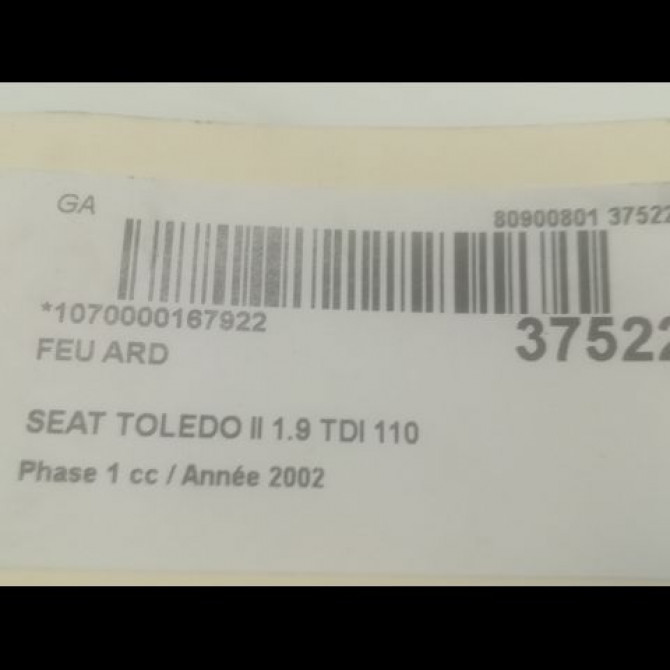 GA
80900801 37522
*1070000167922
37522
FEU ARD
SEAT TOLEDO II 1.9 TDI 110
Phase 1 cc / Année 2002